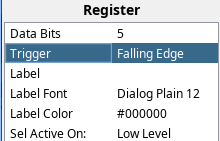 Register
Data Bits 5
Trigger Falling Edge
Label
Label Font Dialog Plain 12
Label Color #000000
Sel Active On: Low Level